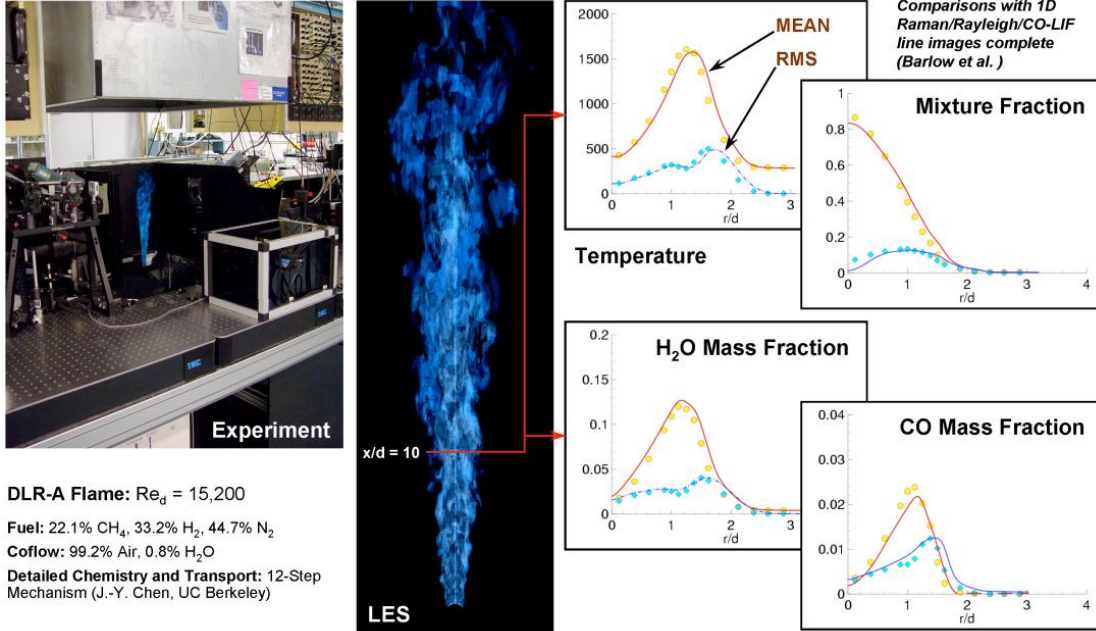 Experiment
TMC
TMC
DLR-A Flame: Re_d = 15,200
Fuel: 22.1% CH₄, 33.2% H₂, 44.7% N₂
Coflow: 99.2% Air, 0.8% H₂O
Detailed Chemistry and Transport: 12-Step
Mechanism (J.-Y. Chen, UC Berkeley)
x/d = 10
LES
2000
1500
1000
500
0
0 1 2 3
r/d
MEAN
RMS
Temperature
Comparisons with 1D
Raman/Rayleigh/CO-LIF
line images complete
(Barlow et al. )
Mixture Fraction
1
0.8
0.6
0.4
0.2
0
0 1 2 3 4
r/d
H₂O Mass Fraction
0.2
0.15
0.1
0.05
0
0 1 2 3
r/d
CO Mass Fraction
0.04
0.03
0.02
0.01
0
0 1 2 3 4
r/d